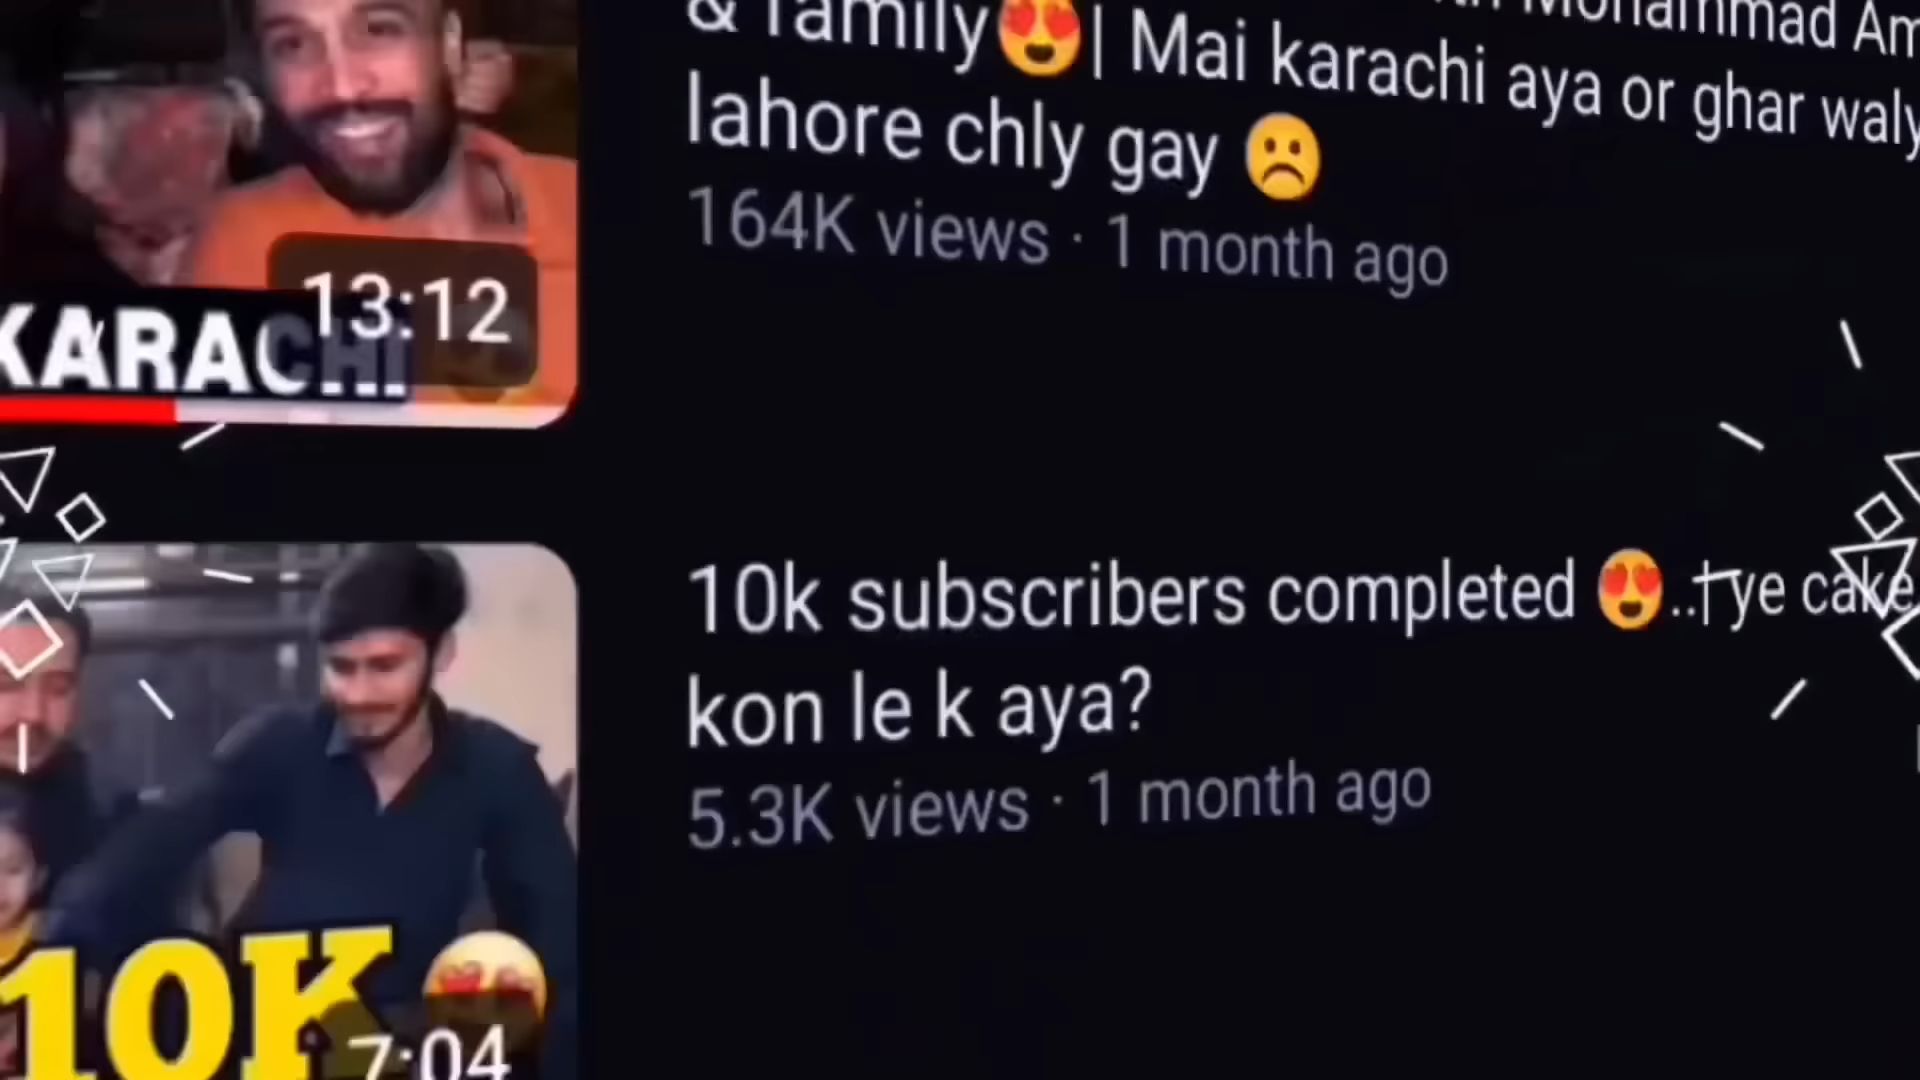 & family😍| Mai karachi aya or ghar waly
lahore chly gay ☹️
164K views · 1 month ago
13:12
KARACHI
10k subscribers completed 😍..ye cake
kon le k aya?
5.3K views · 1 month ago
10K
7:04